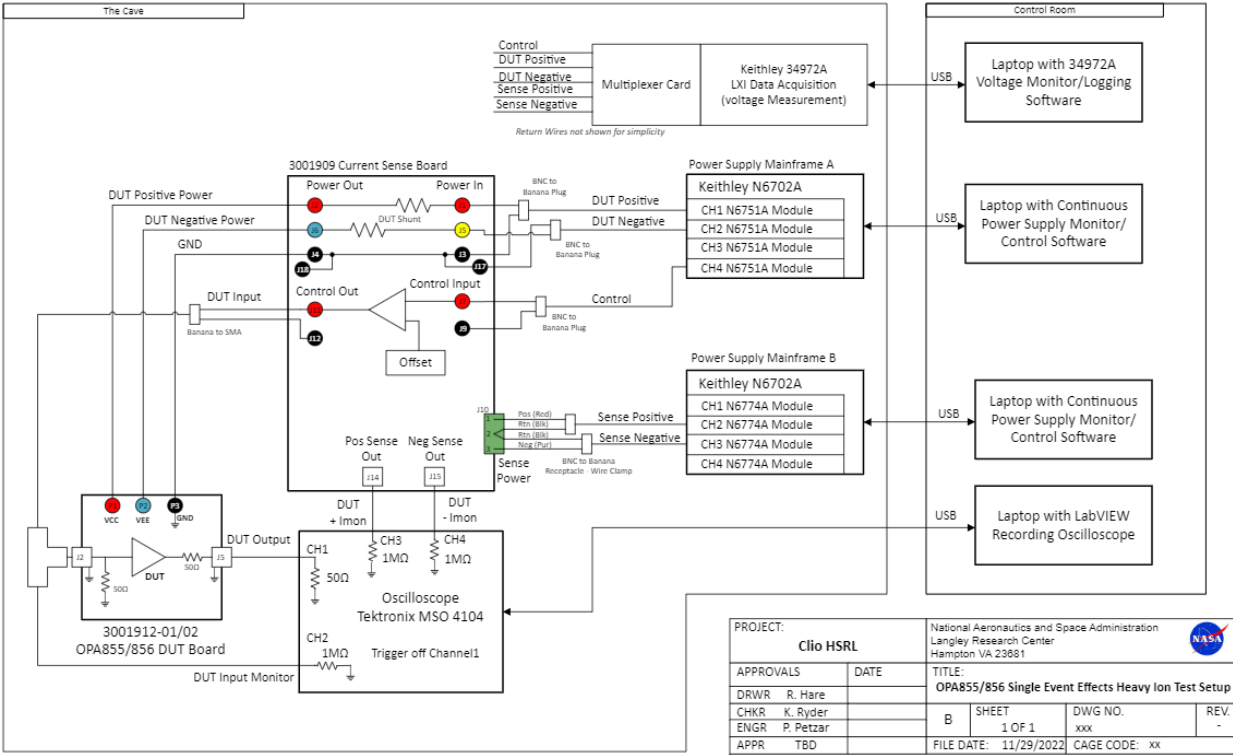 The Cave
Control Room
Control
DUT Positive
DUT Negative
Sense Positive
Sense Negative
Multiplexer Card
Keithley 34972A
LXI Data Acquisition
(voltage Measurement)
Return Wires not shown for simplicity
USB
Laptop with 34972A
Voltage Monitor/Logging
Software
3001909 Current Sense Board
Power Out
Power In
DUT Positive Power
DUT Negative Power
GND
DUT Shunt
J6
J5
J4
J3
J18
J17
BNC to
Banana Plug
BNC to
Banana Plug
DUT Positive
DUT Negative
Power Supply Mainframe A
Keithley N6702A
CH1 N6751A Module
CH2 N6751A Module
CH3 N6751A Module
CH4 N6751A Module
USB
Laptop with Continuous
Power Supply Monitor/
Control Software
DUT Input
Banana to SMA
Control Out
Control Input
J11
J12
J9
Offset
BNC to
Banana Plug
Control
Power Supply Mainframe B
Keithley N6702A
CH1 N6774A Module
CH2 N6774A Module
CH3 N6774A Module
CH4 N6774A Module
USB
Laptop with Continuous
Power Supply Monitor/
Control Software
J10
1
2
3
Pos (Red)
Rtn (Blk)
Rtn (Blk)
Neg (Pur)
Sense
Power
Sense Positive
Sense Negative
BNC to Banana
Receptacle - Wire Clamp
Pos Sense
Out
Neg Sense
Out
J14
J15
DUT
+ Imon
DUT
- Imon
P1
P2
P3
VCC
VEE
GND
J2
DUT
50Ω
50Ω
J5
3001912-01/02
OPA855/856 DUT Board
DUT Output
DUT Input Monitor
CH1
50Ω
CH3
1MΩ
CH4
1MΩ
Oscilloscope
Tektronix MSO 4104
CH2
1MΩ
Trigger off Channel1
USB
Laptop with LabVIEW
Recording Oscilloscope
PROJECT:
Clio HSRL
National Aeronautics and Space Administration
Langley Research Center
Hampton VA 23681
NASA
APPROVALS
DATE
TITLE:
OPA855/856 Single Event Effects Heavy Ion Test Setup
DRWR R. Hare
CHKR K. Ryder
ENGR P. Petzar
APPR TBD
B
SHEET
1 OF 1
DWG NO.
xxx
REV.
-
FILE DATE: 11/29/2022
CAGE CODE: xx